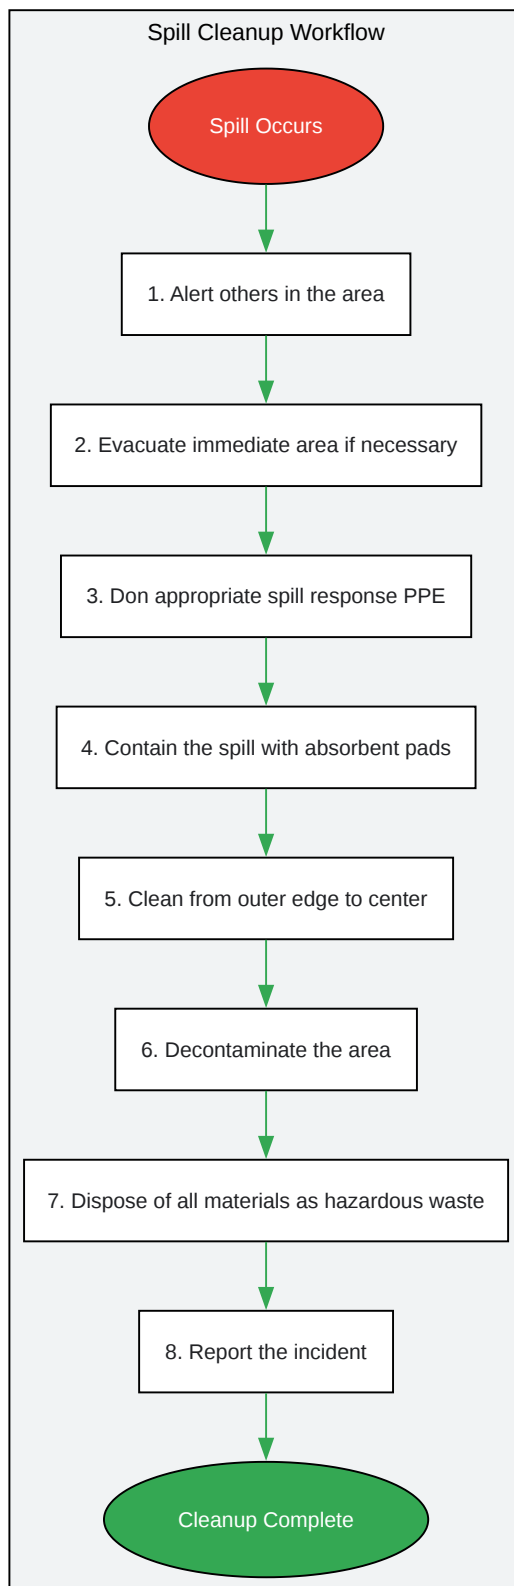 Spill Cleanup Workflow
Spill Occurs
1. Alert others in the area
2. Evacuate immediate area if necessary
3. Don appropriate spill response PPE
4. Contain the spill with absorbent pads
5. Clean from outer edge to center
6. Decontaminate the area
7. Dispose of all materials as hazardous waste
8. Report the incident
Cleanup Complete